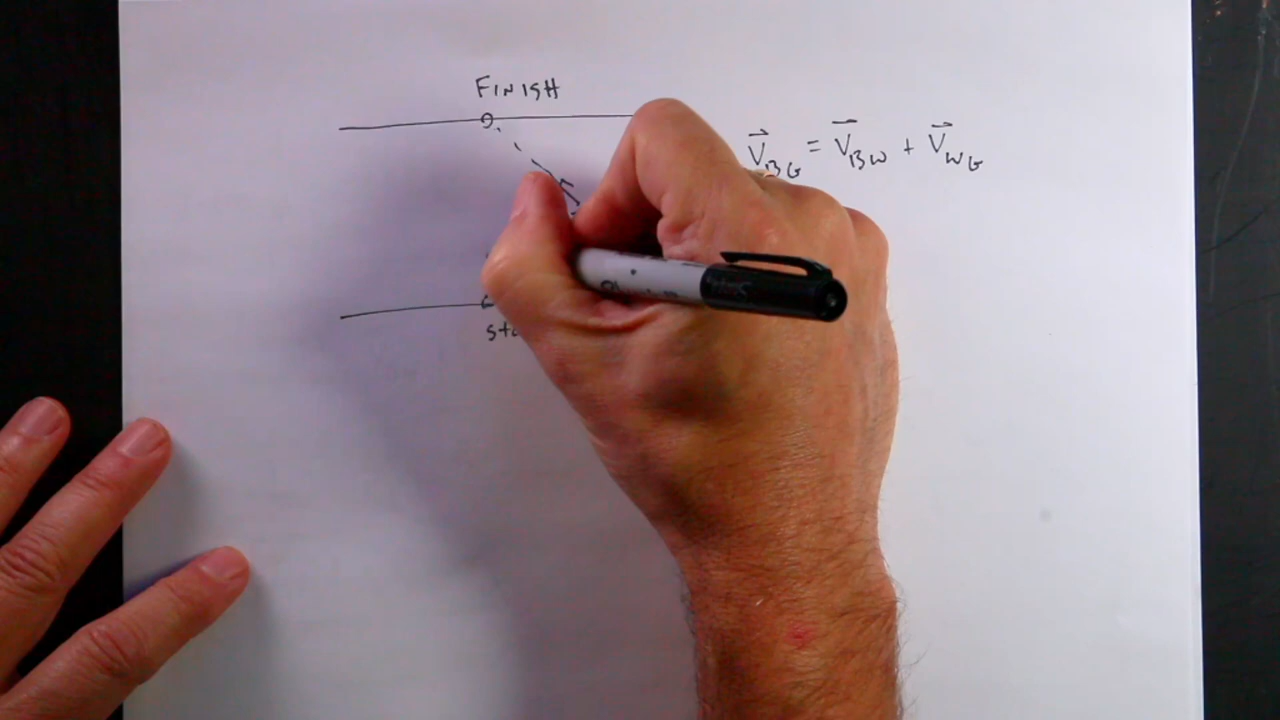 FINISH
V⃗BG = V⃗BW + V⃗WG